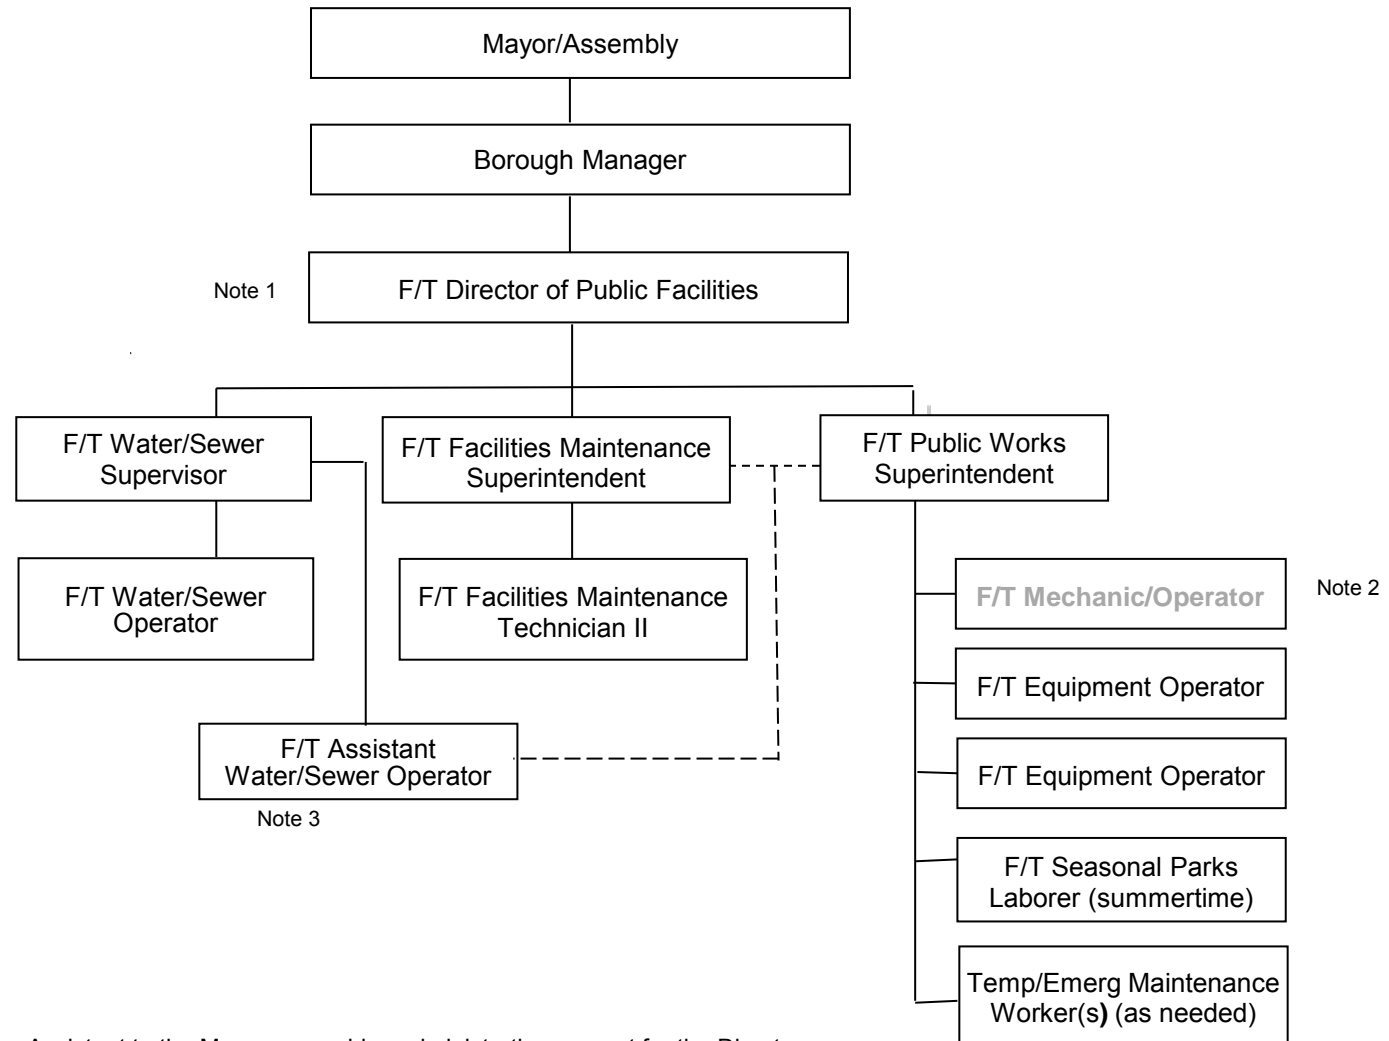 Mayor/Assembly
Borough Manager
Note 1
F/T Director of Public Facilities
F/T Water/Sewer
Supervisor
F/T Facilities Maintenance
Superintendent
F/T Public Works
Superintendent
F/T Water/Sewer
Operator
F/T Facilities Maintenance
Technician II
F/T Mechanic/Operator
Note 2
F/T Equipment Operator
F/T Assistant
Water/Sewer Operator
Note 3
F/T Equipment Operator
F/T Seasonal Parks
Laborer (summertime)
Temp/Emerg Maintenance
Worker(s) (as needed)